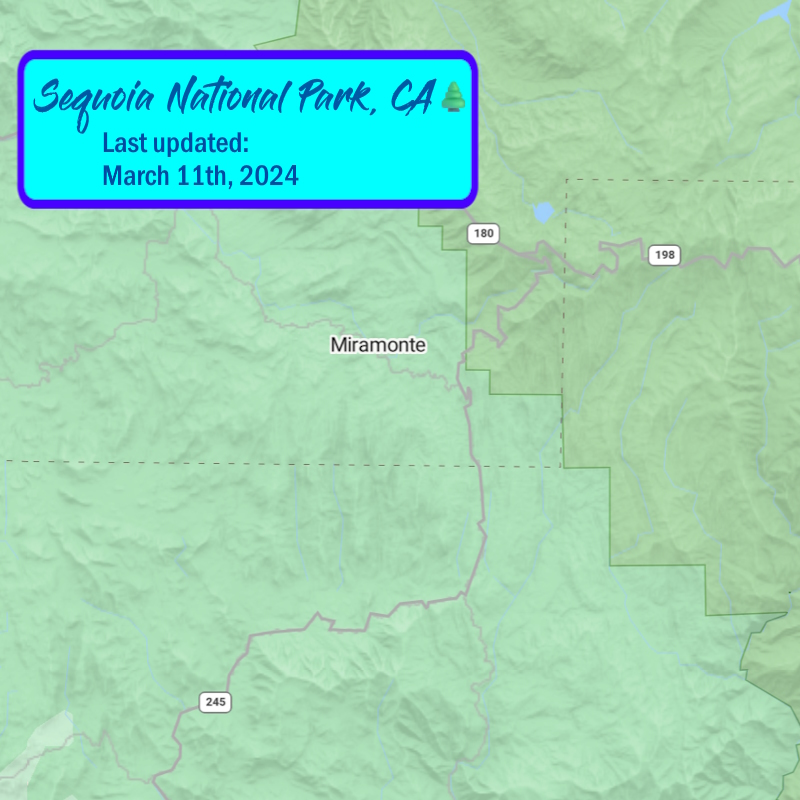 Sequoia National Park, CA🌲
Last updated:
March 11th, 2024
180
198
Miramonte
245